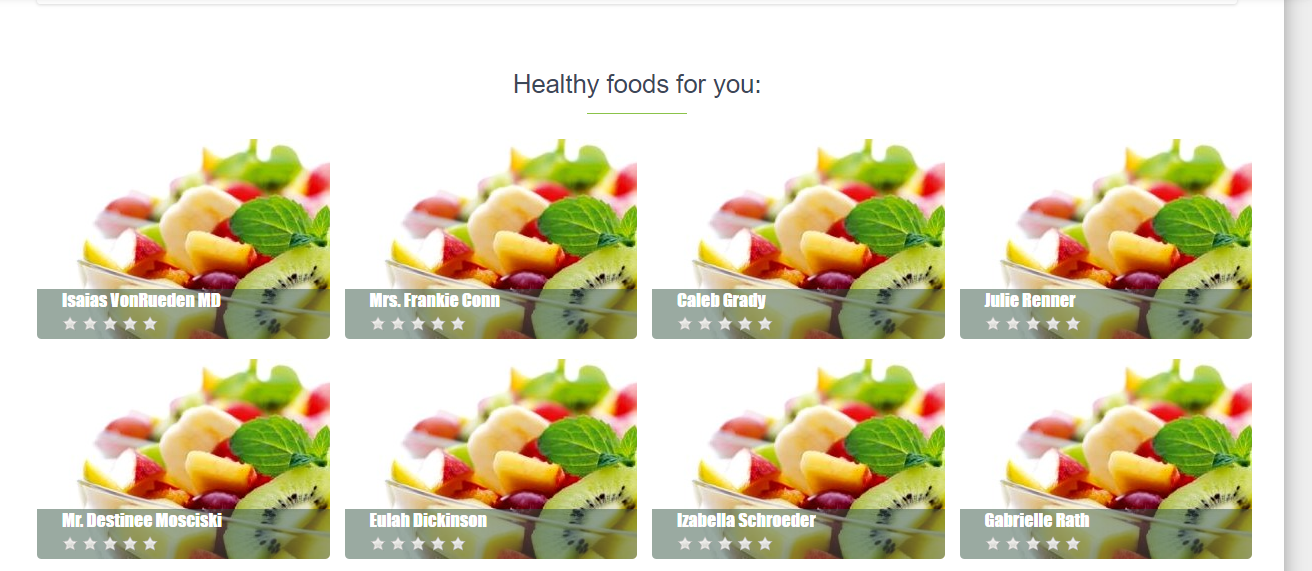 Healthy foods for you:
Isaias VonRueden MD
Mrs. Frankie Conn
Caleb Grady
Julie Renner
Mr. Destinee Mosciski
Eulah Dickinson
Izabella Schroeder
Gabrielle Rath